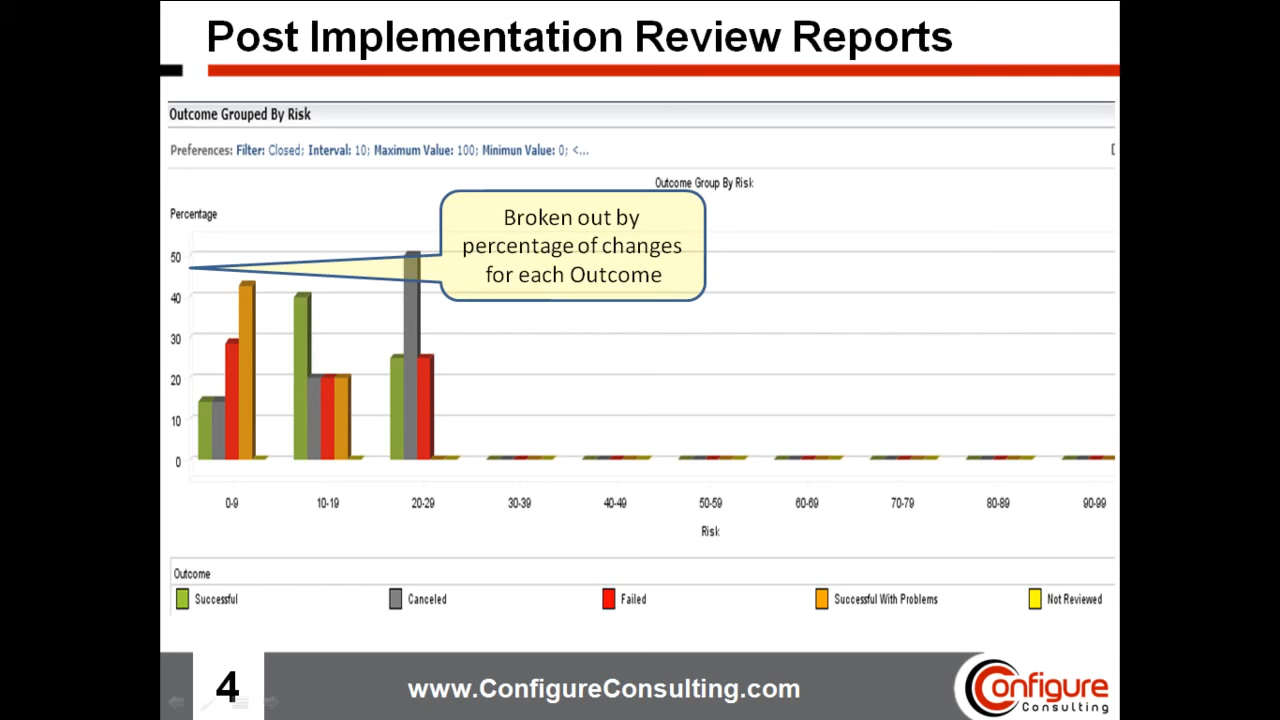 Post Implementation Review Reports
Outcome Grouped By Risk
Preferences: Filter: Closed; Interval: 10; Maximum Value: 100; Minimun Value: 0; <...
Outcome Group By Risk
Percentage
Broken out by
percentage of changes
for each Outcome
50
40
30
20
10
0
0-9 10-19 20-29 30-39 40-49 50-59 60-69 70-79 80-89 90-99
Risk
Outcome
Successful Canceled Failed Successful With Problems Not Reviewed
4
www.ConfigureConsulting.com
Configure
Consulting